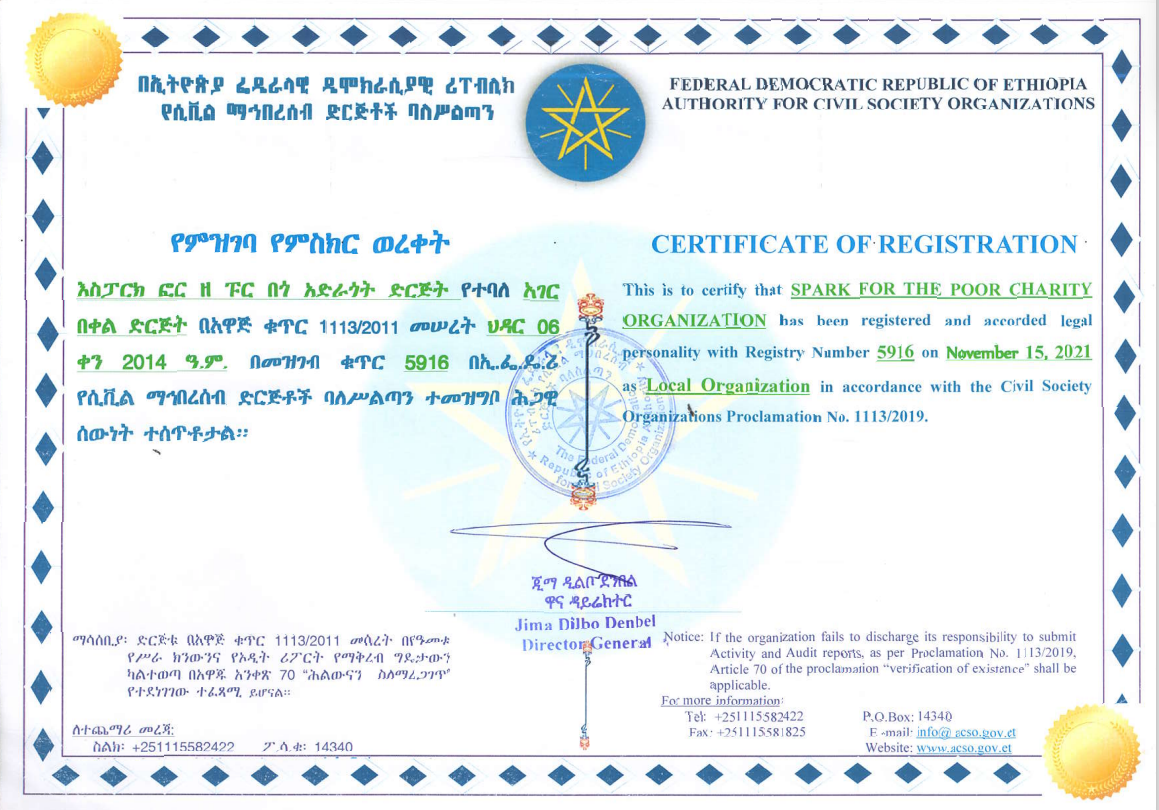 በኢትዮጵያ ፌዴራላዊ ዲሞክራሲያዊ ሪፐብሊክ
የሲቪል ማኅበረሰብ ድርጅቶች ባለሥልጣን
FEDERAL DEMOCRATIC REPUBLIC OF ETHIOPIA
AUTHORITY FOR CIVIL SOCIETY ORGANIZATIONS
የምዝገባ የምስክር ወረቀት
እስፓርክ ፎር ዘ ፑር በጎ አድራጎት ድርጅት የተባለ አገር
በቀል ድርጅት በአዋጅ ቁጥር 1113/2011 መሠረት ህዳር 06
ቀን 2014 ዓ.ም. በመዝገብ ቁጥር 5916 በኢ.ፌ.ዴ.ሪ
የሲቪል ማኅበረሰብ ድርጅቶች ባለሥልጣን ተመዝግቦ ሕጋዊ
ሰውነት ተሰጥቶታል።
CERTIFICATE OF REGISTRATION
This is to certify that SPARK FOR THE POOR CHARITY
ORGANIZATION has been registered and accorded legal
personality with Registry Number 5916 on November 15, 2021
as Local Organization in accordance with the Civil Society
Organizations Proclamation No. 1113/2019.
The Federal Democratic
Republic of Ethiopia
Society Organizations
ጂማ ዲልቦ ደንበል
ዋና ዳይሬክተር
Jima Dilbo Denbel
Director General
ማሳሰቢያ: ድርጅቱ በአዋጅ ቁጥር 1113/2011 መሰረት በየዓመቱ
የሥራ ክንውንና የኦዲት ሪፖርት የማቅረብ ግዴታውን
ካልተወጣ በአዋጁ አንቀጽ 70 "ሕልውናን ስለማረጋገጥ"
የተደነገገው ተፈጻሚ ይሆናል።
ለተጨማሪ መረጃ:
ስልክ: +251115582422 ፖ.ሳ.ቁ: 14340
Notice: If the organization fails to discharge its responsibility to submit
Activity and Audit reports, as per Proclamation No. 1113/2019,
Article 70 of the proclamation "verification of existence" shall be
applicable.
For more information:
Tel: +251115582422 P.O.Box: 14340
Fax: +251115581825 E-mail: info@acso.gov.et
Website: www.acso.gov.et